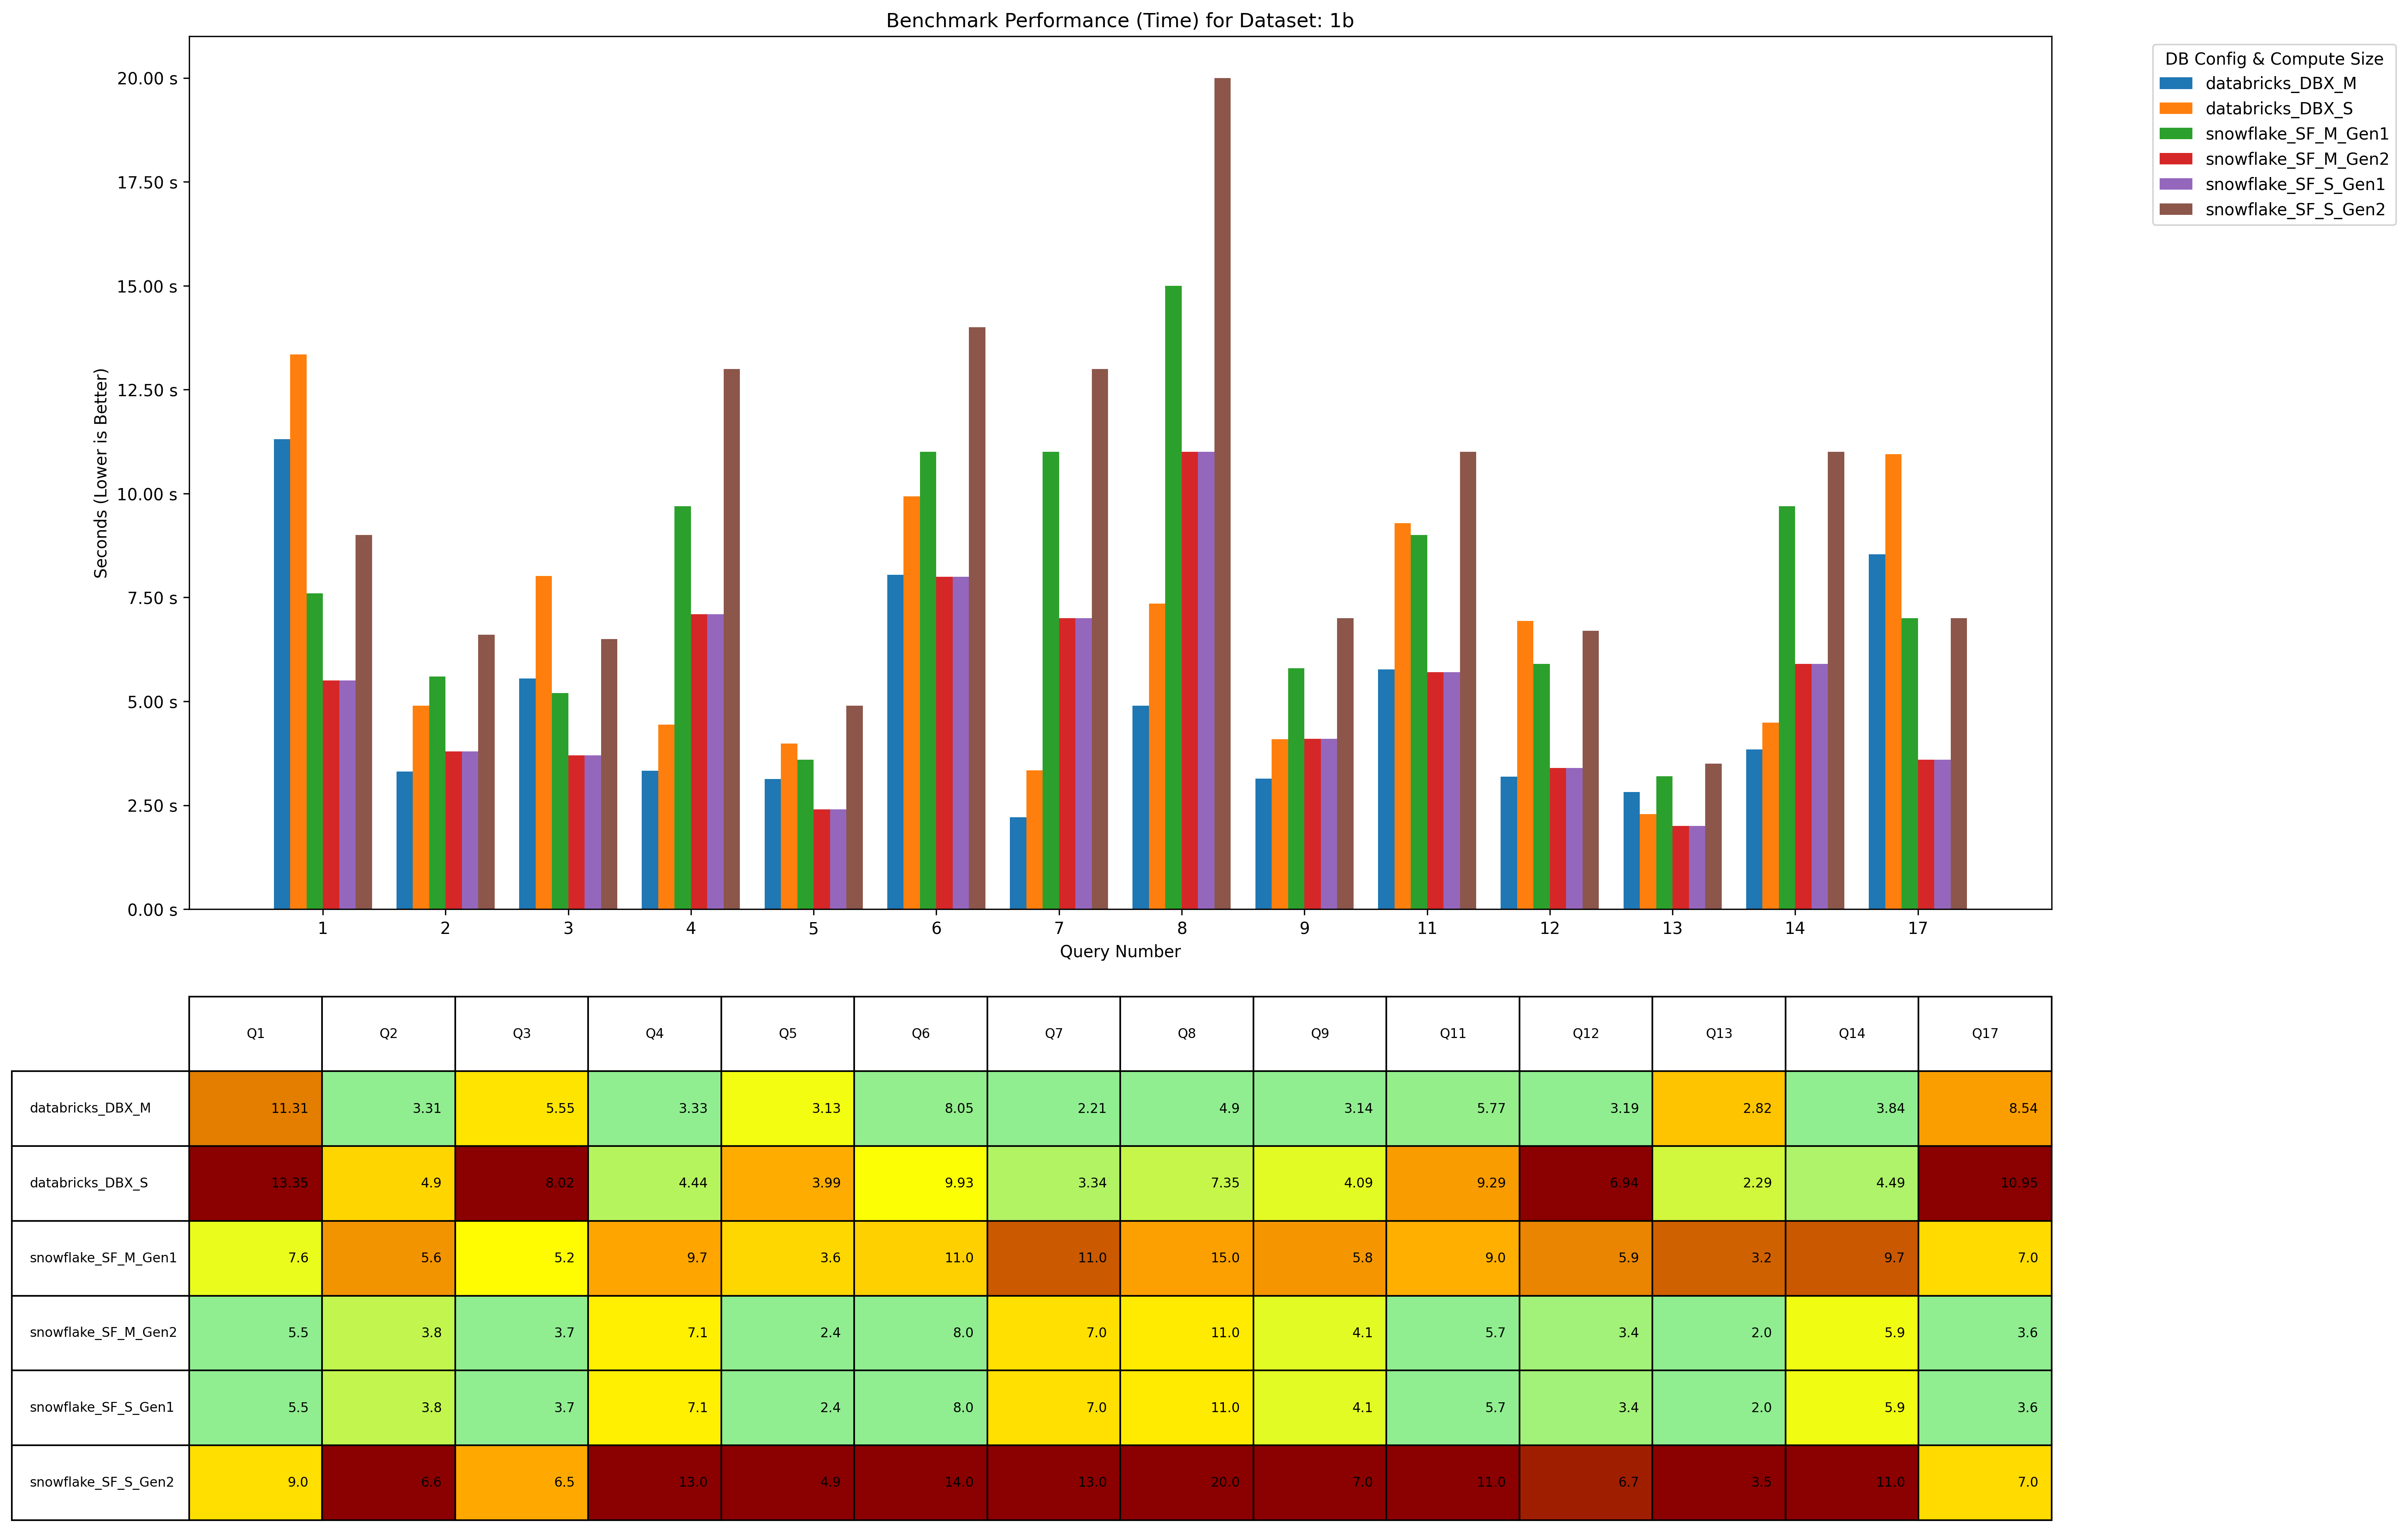 Benchmark Performance (Time) for Dataset: 1b
20.00 s
17.50 s
15.00 s
12.50 s
10.00 s
7.50 s
5.00 s
2.50 s
0.00 s
Seconds (Lower is Better)
1 2 3 4 5 6 7 8 9 11 12 13 14 17
Query Number
DB Config & Compute Size
databricks_DBX_M
databricks_DBX_S
snowflake_SF_M_Gen1
snowflake_SF_M_Gen2
snowflake_SF_S_Gen1
snowflake_SF_S_Gen2
Q1 Q2 Q3 Q4 Q5 Q6 Q7 Q8 Q9 Q11 Q12 Q13 Q14 Q17
databricks_DBX_M 11.31 3.31 5.55 3.33 3.13 8.05 2.21 4.9 3.14 5.77 3.19 2.82 3.84 8.54
databricks_DBX_S 13.35 4.9 8.02 4.44 3.99 9.93 3.34 7.35 4.09 9.29 6.94 2.29 4.49 10.95
snowflake_SF_M_Gen1 7.6 5.6 5.2 9.7 3.6 11.0 11.0 15.0 5.8 9.0 5.9 3.2 9.7 7.0
snowflake_SF_M_Gen2 5.5 3.8 3.7 7.1 2.4 8.0 7.0 11.0 4.1 5.7 3.4 2.0 5.9 3.6
snowflake_SF_S_Gen1 5.5 3.8 3.7 7.1 2.4 8.0 7.0 11.0 4.1 5.7 3.4 2.0 5.9 3.6
snowflake_SF_S_Gen2 9.0 6.6 6.5 13.0 4.9 14.0 13.0 20.0 7.0 11.0 6.7 3.5 11.0 7.0